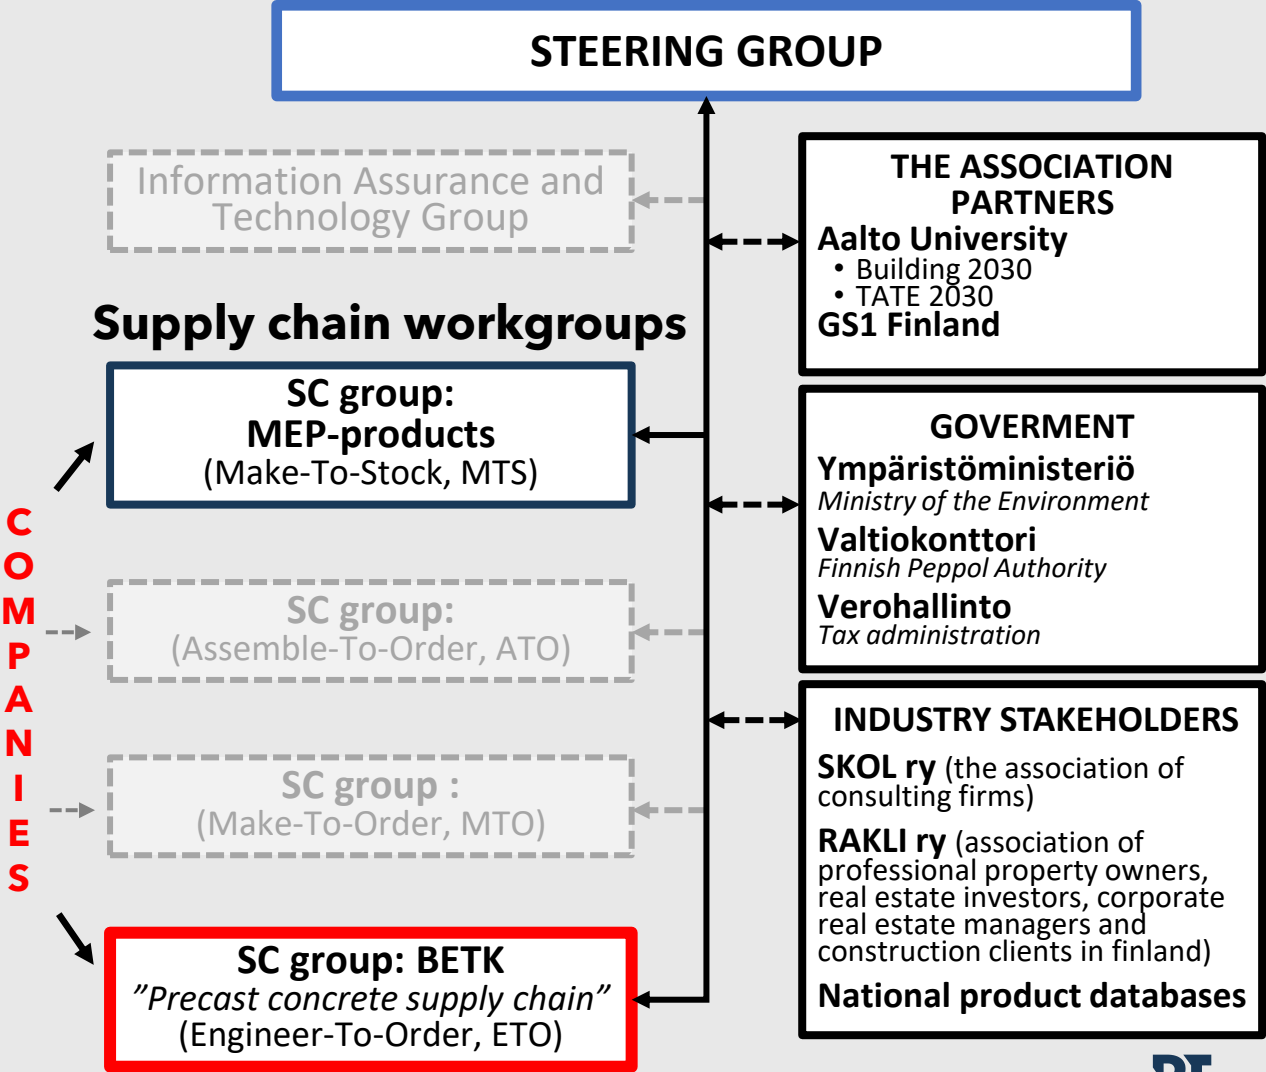 STEERING GROUP
Information Assurance and
Technology Group
Supply chain workgroups
SC group:
MEP-products
(Make-To-Stock, MTS)
SC group:
(Assemble-To-Order, ATO)
SC group :
(Make-To-Order, MTO)
SC group: BETK
”Precast concrete supply chain”
(Engineer-To-Order, ETO)
C
O
M
P
A
N
I
E
S
THE ASSOCIATION
PARTNERS
Aalto University
• Building 2030
• TATE 2030
GS1 Finland
GOVERMENT
Ympäristöministeriö
Ministry of the Environment
Valtiokonttori
Finnish Peppol Authority
Verohallinto
Tax administration
INDUSTRY STAKEHOLDERS
SKOL ry (the association of
consulting firms)
RAKLI ry (association of
professional property owners,
real estate investors, corporate
real estate managers and
construction clients in finland)
National product databases